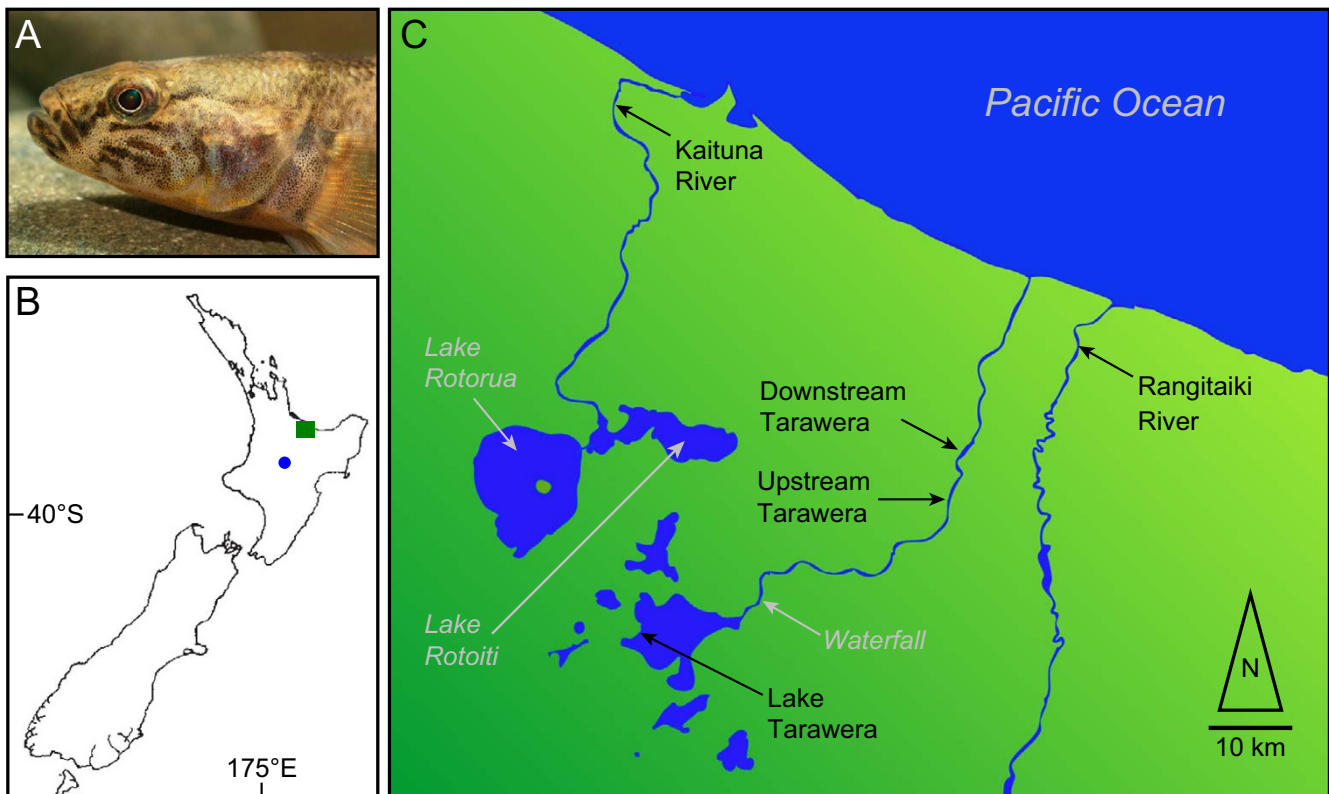 A
B
40°S
175°E
C
Pacific Ocean
Kaituna
River
Lake
Rotorua
Downstream
Tarawera
Rangitaiki
River
Upstream
Tarawera
Lake
Rotoiti
Waterfall
Lake
Tarawera
N
10 km